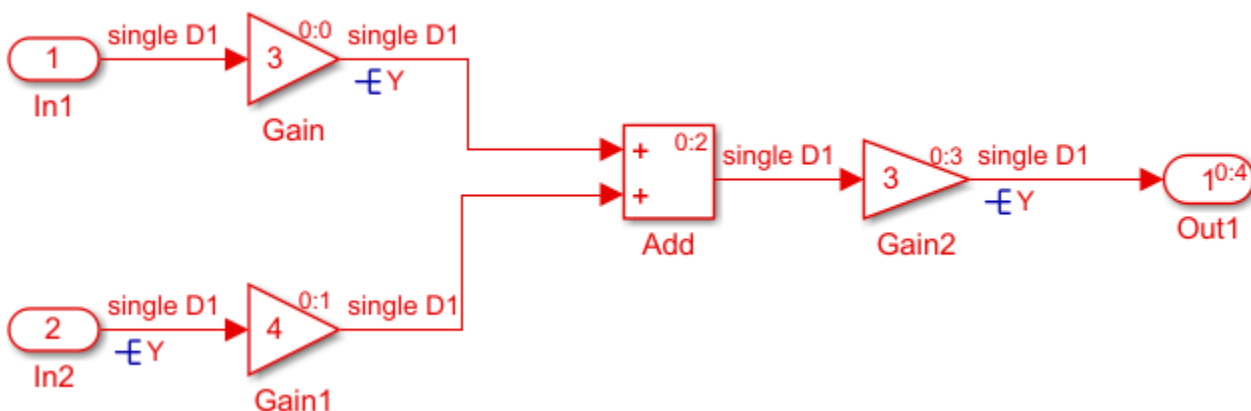 single D1
0:0
single D1
1
3
Y
In1
Gain
+
0:2
single D1
0:3
single D1
+
3
1
0:4
Y
Add
Gain2
Out1
single D1
0:1
single D1
2
4
Y
In2
Gain1